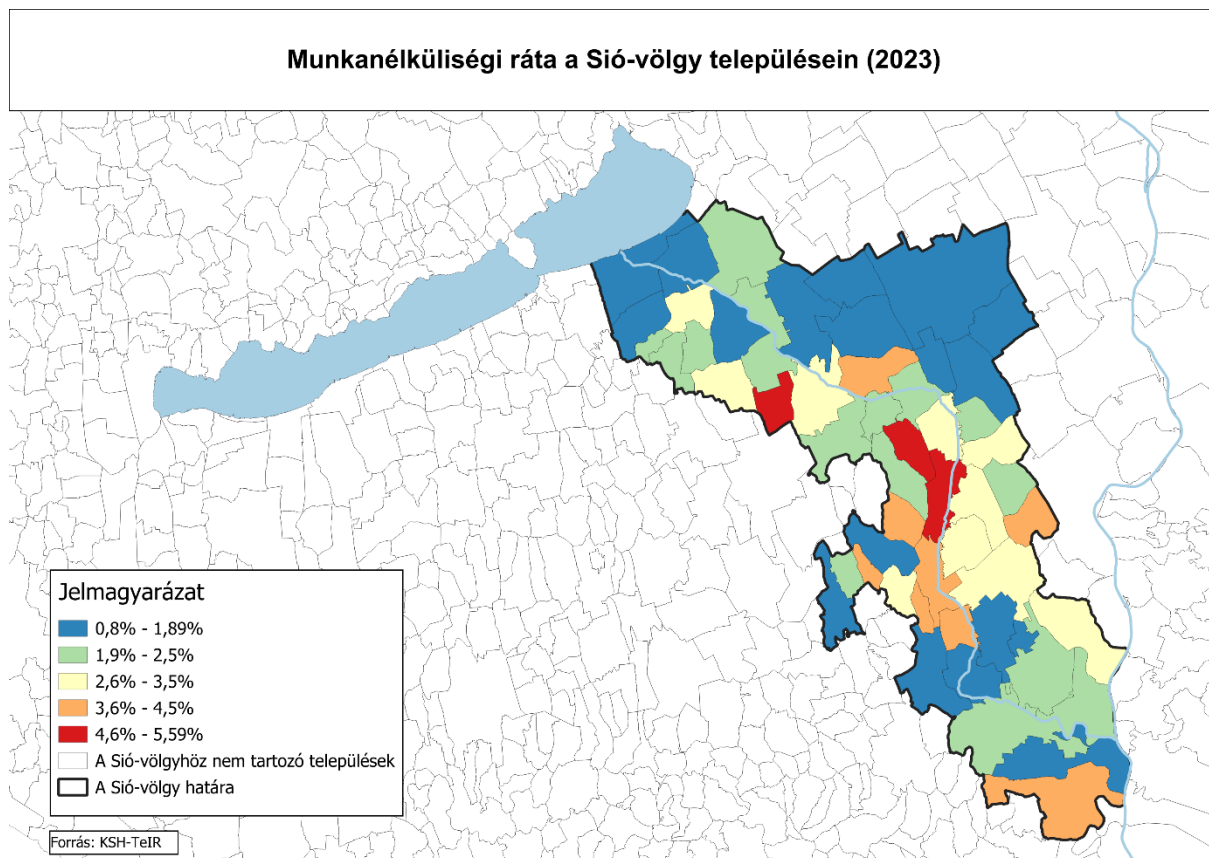 Munkanélküliségi ráta a Sió-völgy településein (2023)
Jelmagyarázat
0,8% - 1,89%
1,9% - 2,5%
2,6% - 3,5%
3,6% - 4,5%
4,6% - 5,59%
A Sió-völgyhöz nem tartozó települések
A Sió-völgy határa
Forrás: KSH-TeIR